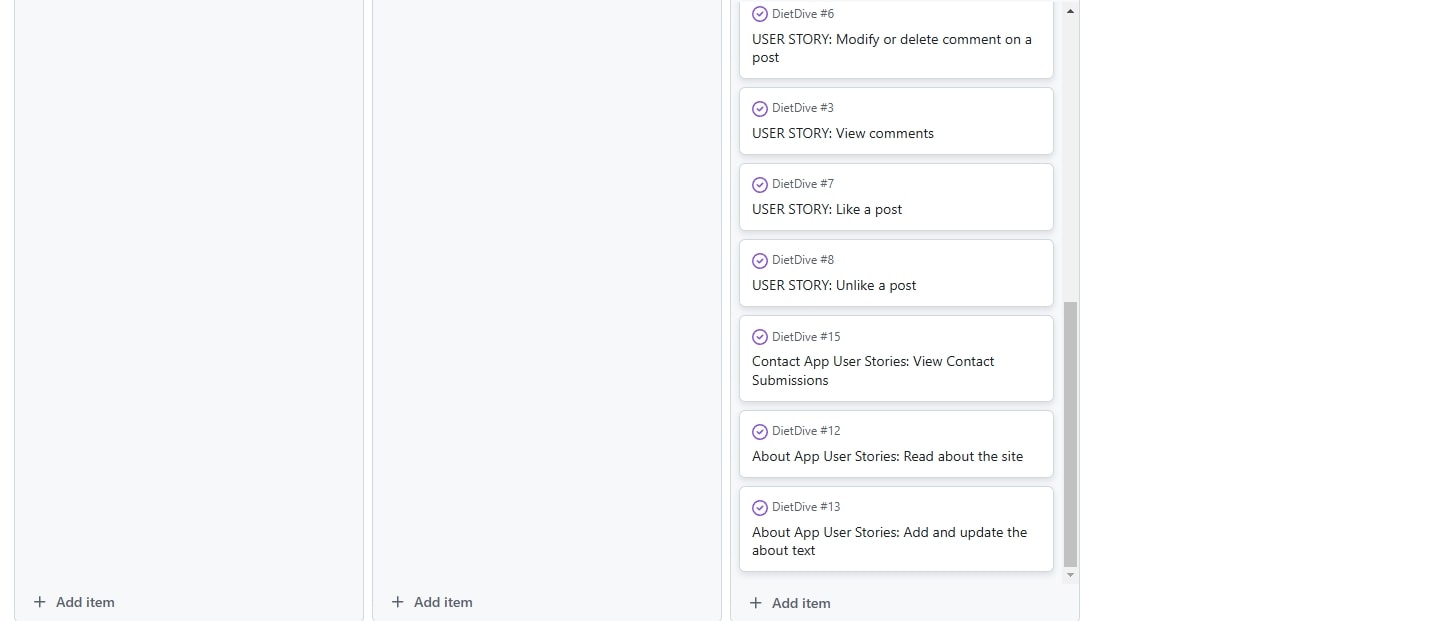 DietDive #6
USER STORY: Modify or delete comment on a
post
DietDive #3
USER STORY: View comments
DietDive #7
USER STORY: Like a post
DietDive #8
USER STORY: Unlike a post
DietDive #15
Contact App User Stories: View Contact
Submissions
DietDive #12
About App User Stories: Read about the site
DietDive #13
About App User Stories: Add and update the
about text
+ Add item
+ Add item
+ Add item